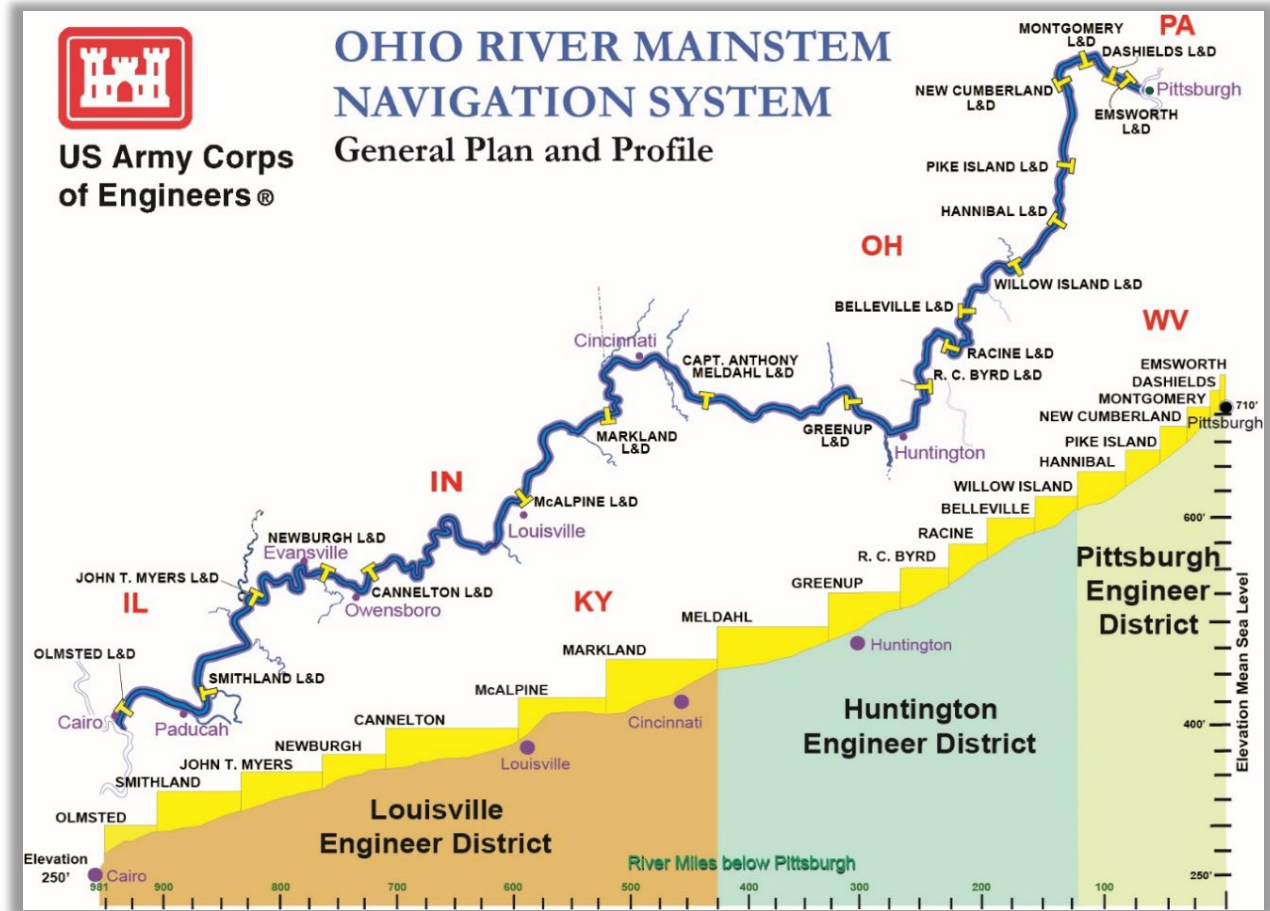 OHIO RIVER MAINSTEM
NAVIGATION SYSTEM
General Plan and Profile
US Army Corps
of Engineers ®
PA
MONTGOMERY
L&D
DASHIELDS L&D
Pittsburgh
NEW CUMBERLAND
L&D
EMSWORTH
L&D
PIKE ISLAND L&D
HANNIBAL L&D
OH
WILLOW ISLAND L&D
BELLEVILLE L&D
WV
RACINE L&D
R. C. BYRD L&D
Cincinnati
CAPT. ANTHONY
MELDAHL L&D
GREENUP
L&D
Huntington
MARKLAND
L&D
IN
McALPINE L&D
Louisville
NEWBURGH L&D
Evansville
JOHN T. MYERS L&D
CANNELTON L&D
Owensboro
IL
KY
OLMSTED L&D
SMITHLAND L&D
Cairo
Paducah
EMSWORTH
DASHIELDS
MONTGOMERY
710'
Pittsburgh
NEW CUMBERLAND
PIKE ISLAND
HANNIBAL
WILLOW ISLAND
BELLEVILLE
RACINE
R. C. BYRD
GREENUP
MELDAHL
MARKLAND
McALPINE
CANNELTON
NEWBURGH
JOHN T. MYERS
SMITHLAND
OLMSTED
Huntington
Cincinnati
Louisville
Pittsburgh
Engineer
District
Huntington
Engineer District
Louisville
Engineer District
600'
400'
250'
Elevation Mean Sea Level
River Miles below Pittsburgh
Elevation
250'
Cairo
981
900
800
700
600
500
400
300
200
100